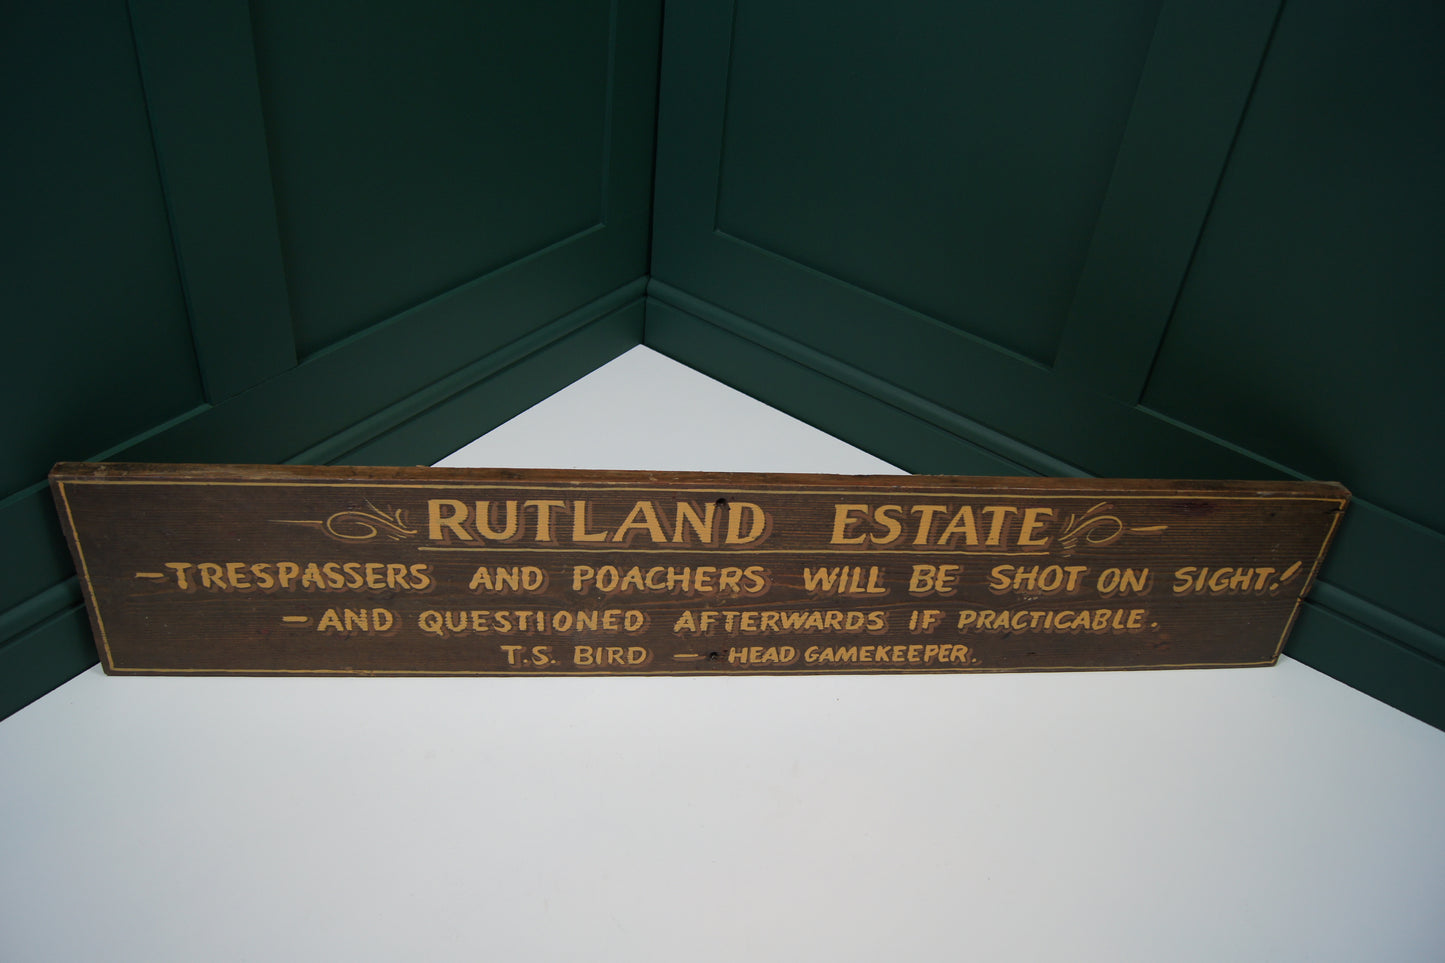 RUTLAND ESTATE
-TRESPASSERS AND POACHERS WILL BE SHOT ON SIGHT.!
-AND QUESTIONED AFTERWARDS IF PRACTICABLE.
T.S. BIRD - HEAD GAMEKEEPER.